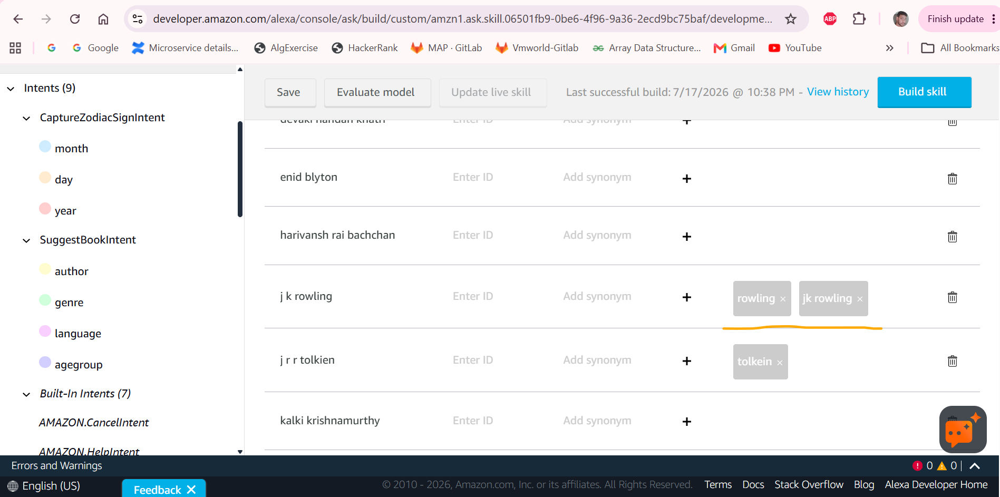 developer.amazon.com/alexa/console/ask/build/custom/amzn1.ask.skill.06501fb9-0be6-4f96-9a36-2ecd9bc75baf/developme...
ABP
Finish update
Google
Microservice details...
AlgExercise
HackerRank
MAP · GitLab
Vmworld-Gitlab
Array Data Structure...
Gmail
YouTube
»
All Bookmarks
Intents (9)
CaptureZodiacSignIntent
month
day
year
SuggestBookIntent
author
genre
language
agegroup
Built-In Intents (7)
AMAZON.CancelIntent
AMAZON.HelpIntent
Save
Evaluate model
Update live skill
Last successful build: 7/17/2026 @ 10:38 PM - View history
Build skill
Enter ID Add synonym +
enid blyton Enter ID Add synonym +
harivansh rai bachchan Enter ID Add synonym +
j k rowling Enter ID Add synonym + rowling × jk rowling ×
j r r tolkien Enter ID Add synonym + tolkein ×
kalki krishnamurthy Enter ID Add synonym +
Errors and Warnings
0 0
English (US)
Feedback ×
© 2010 - 2026, Amazon.com, Inc. or its affiliates. All Rights Reserved.
Terms Docs Stack Overflow Blog Alexa Developer Home